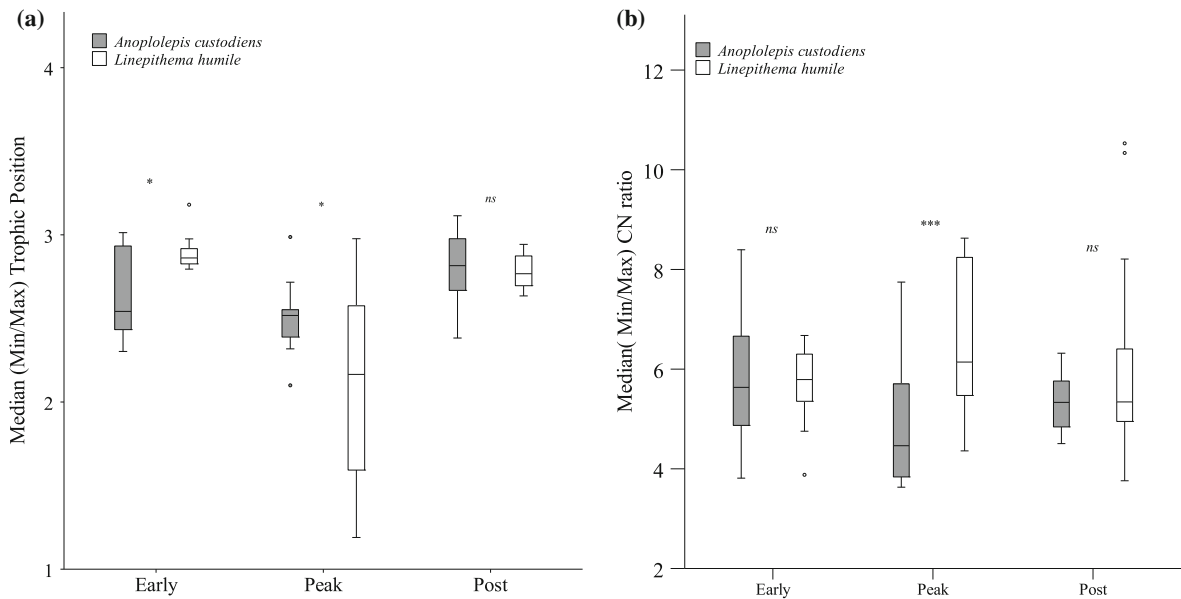 (a)
Anoplolepis custodiens
Linepithema humile
Median (Min/Max) Trophic Position
4
3
2
1
*
*
ns
Early
Peak
Post
(b)
Anoplolepis custodiens
Linepithema humile
Median( Min/Max) CN ratio
12
10
8
6
4
2
ns
***
ns
Early
Peak
Post